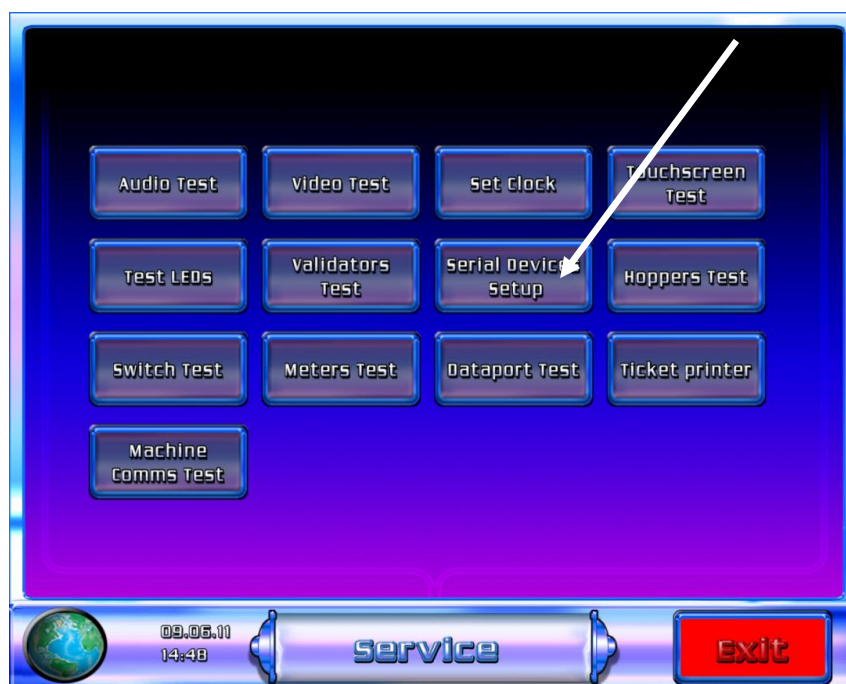 Audio Test
Video Test
Set Clock
Touchscreen
Test
Test LEDs
Validators
Test
Serial Devices
Setup
Hoppers Test
Switch Test
Meters Test
Dataport Test
Ticket printer
Machine
Comms Test
09.06.11
14:48
Service
Exit